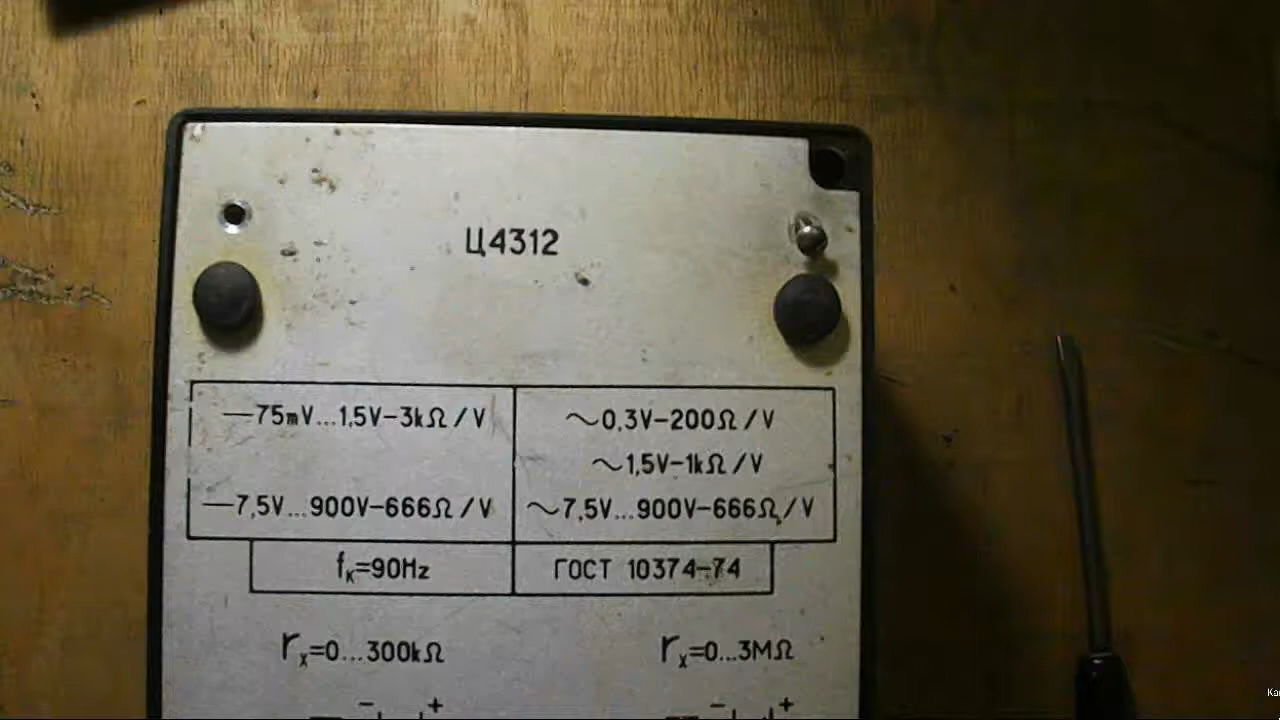 Ц4312
—75mV...1,5V–3kΩ/V
~0,3V–200Ω/V
~1,5V–1kΩ/V
—7,5V...900V–666Ω/V
~7,5V...900V–666Ω/V
fк=90Hz
ГОСТ 10374–74
rx=0...300kΩ
rx=0...3MΩ
– +
– +